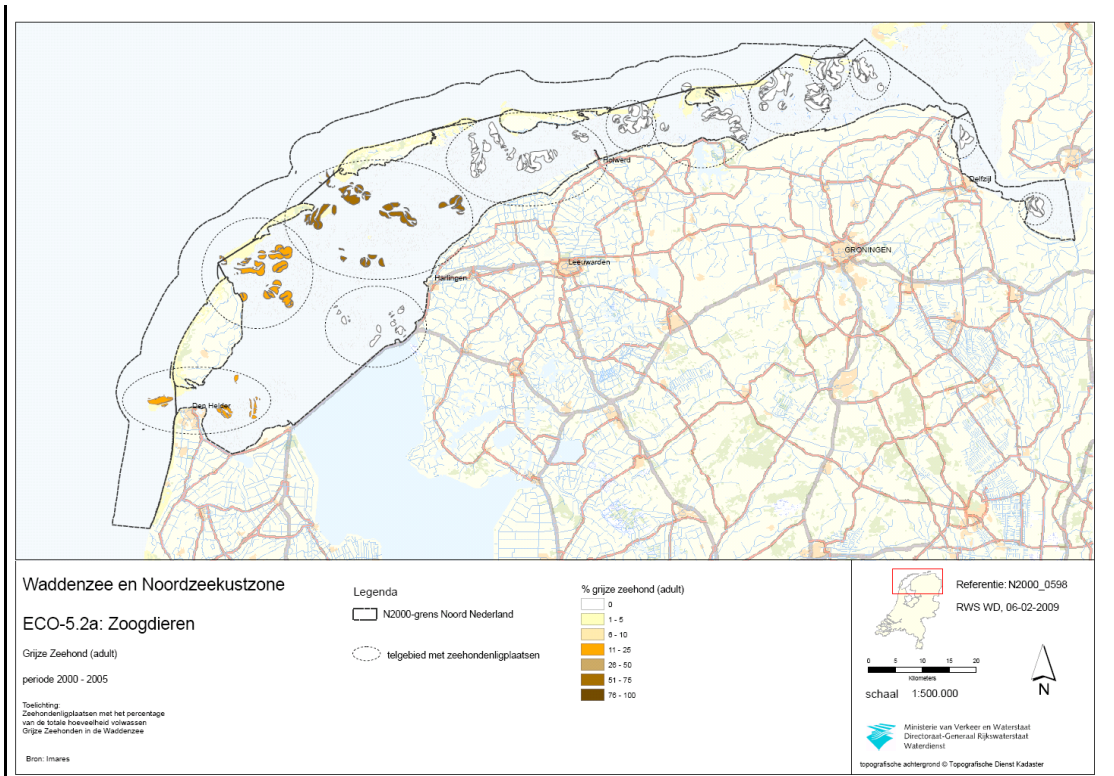 Holwerd
Delfzijl
GRONINGEN
Leeuwarden
Harlingen
Den Helder
Waddenzee en Noordzeekustzone
ECO-5.2a: Zoogdieren
Grijze Zeehond (adult)
periode 2000 - 2005
Toelichting:
Zeehondenligplaatsen met het percentage
van de totale hoeveelheid volwassen
Grijze Zeehonden in de Waddenzee
Bron: Imares
Legenda
N2000-grens Noord Nederland
telgebied met zeehondenligplaatsen
% grijze zeehond (adult)
0
1 - 5
6 - 10
11 - 25
26 - 50
51 - 75
76 - 100
Referentie: N2000_0598
RWS WD, 06-02-2009
0 5 10 15 20
Kilometers
schaal 1:500.000
N
Ministerie van Verkeer en Waterstaat
Directoraat-Generaal Rijkswaterstaat
Waterdienst
topografische achtergrond © Topografische Dienst Kadaster